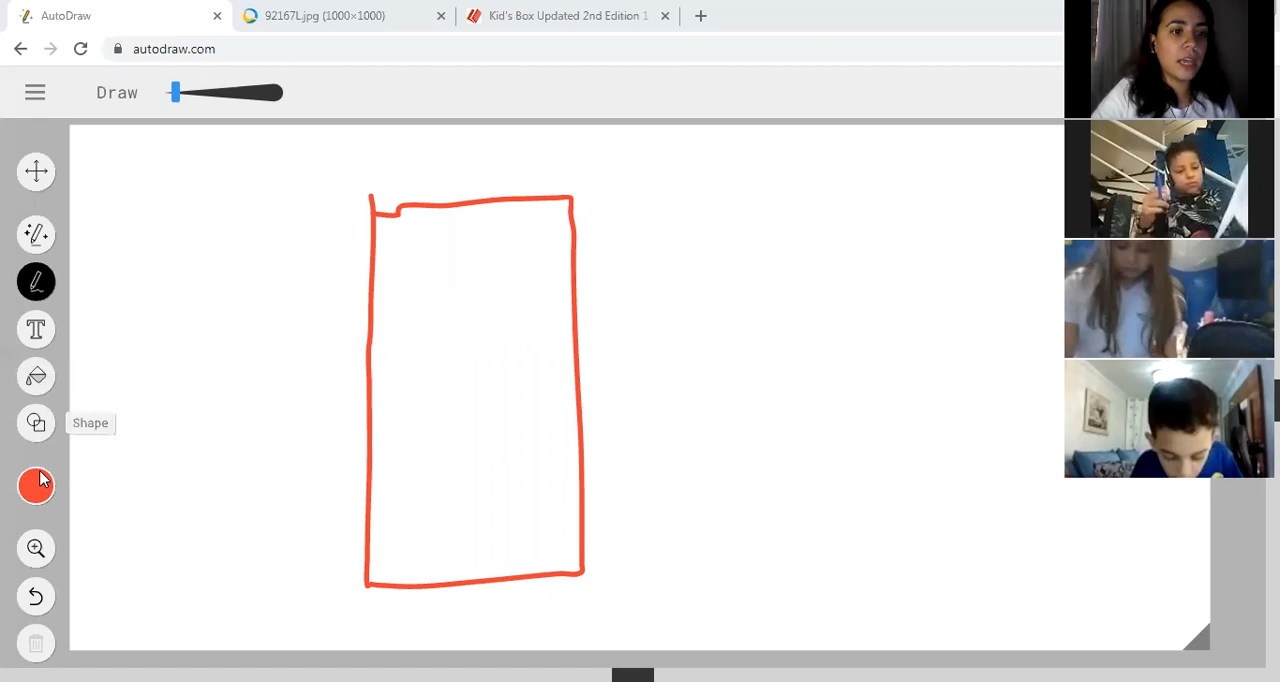 AutoDraw
92167L.jpg (1000×1000)
Kid's Box Updated 2nd Edition 1
autodraw.com
Draw
Shape